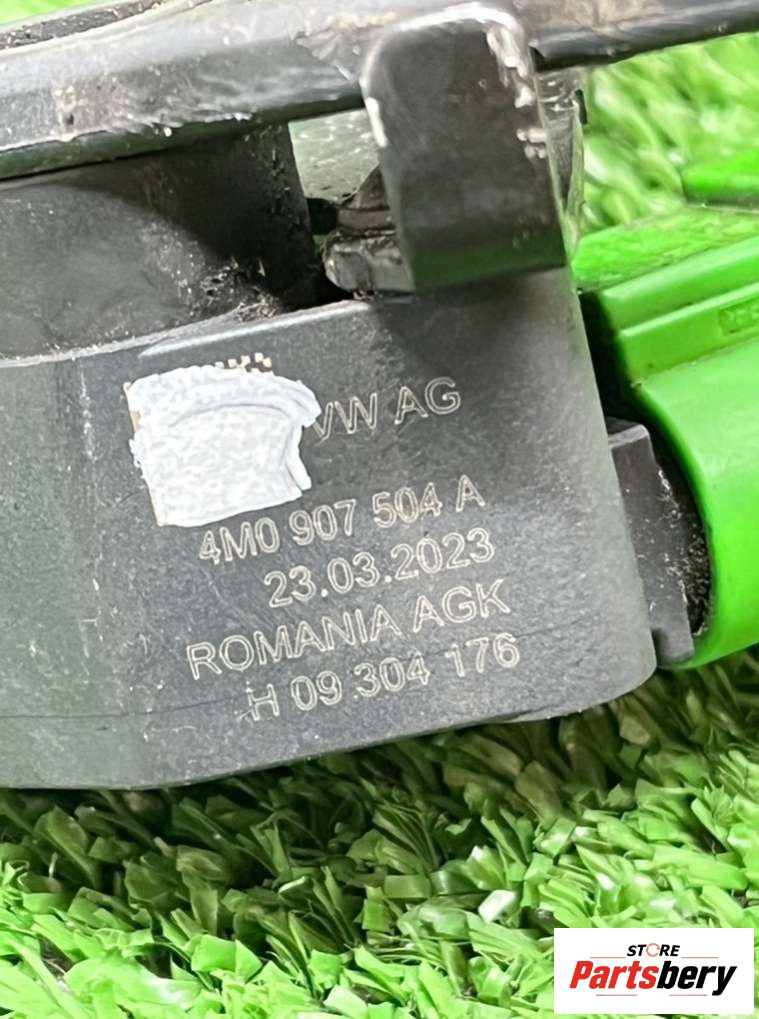 VW AG
4M0 907 504 A
23.03.2023
ROMANIA AGK
H 09 304 176
STORE
Partsbery